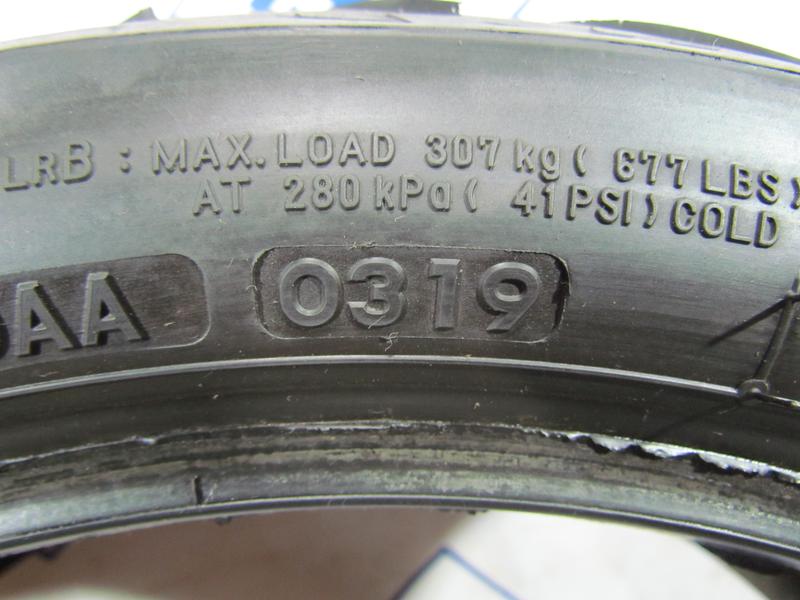 LRB : MAX. LOAD 307 kg ( 677 LBS )
AT 280 kPa ( 41 PSI ) COLD
AA 0319